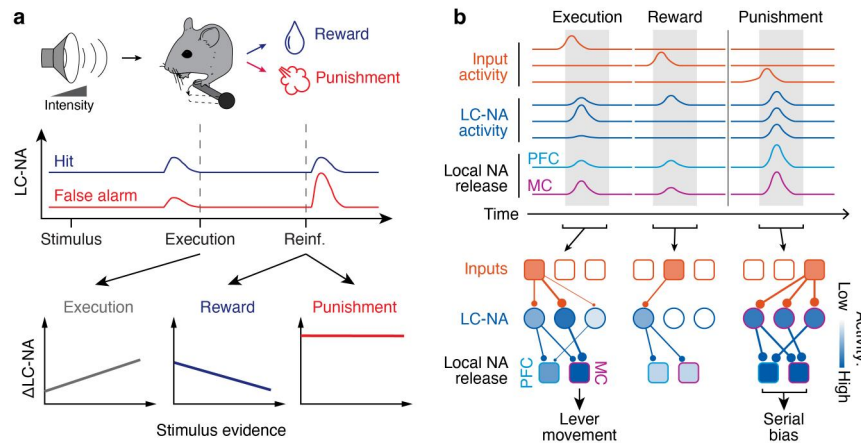 a
Reward
Punishment
Intensity
LC-NA
Hit
False alarm
Stimulus
Execution
Reinf.
Execution
Reward
Punishment
ΔLC-NA
Stimulus evidence
b
Execution
Reward
Punishment
Input
activity
LC-NA
activity
Local NA
release
PFC
MC
Time
Inputs
LC-NA
Local NA
release
PFC
MC
Lever
movement
Serial
bias
Activity:
Low
High